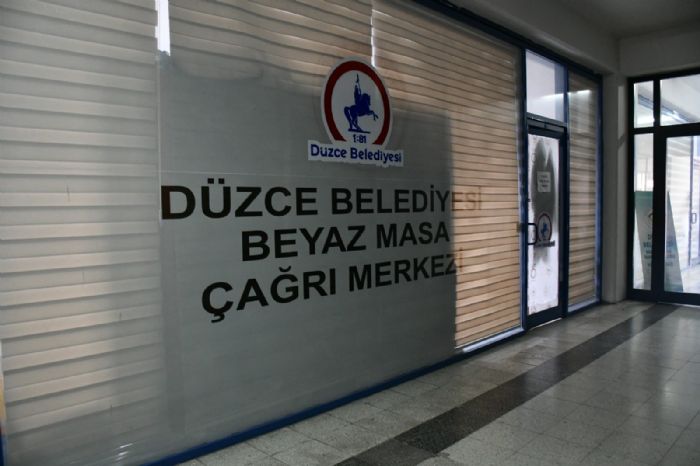 1:81
Düzce Belediyesi
DÜZCE BELEDİYESİ
BEYAZ MASA
ÇAĞRI MERKEZİ